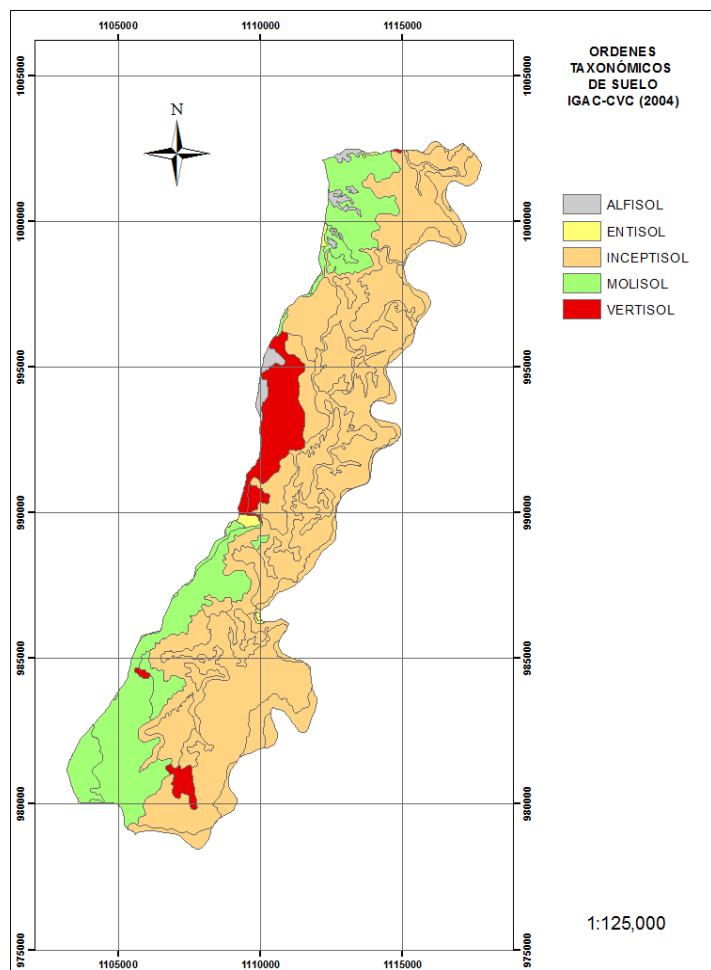 1105000 1110000 1115000
ORDENES
TAXONÓMICOS
DE SUELO
IGAC-CVC (2004)
1005000 1005000
N
ALFISOL
1000000 1000000
ENTISOL
INCEPTISOL
MOLISOL
VERTISOL
995000 995000
990000 990000
985000 985000
980000 980000
1:125,000
975000 975000
1105000 1110000 1115000